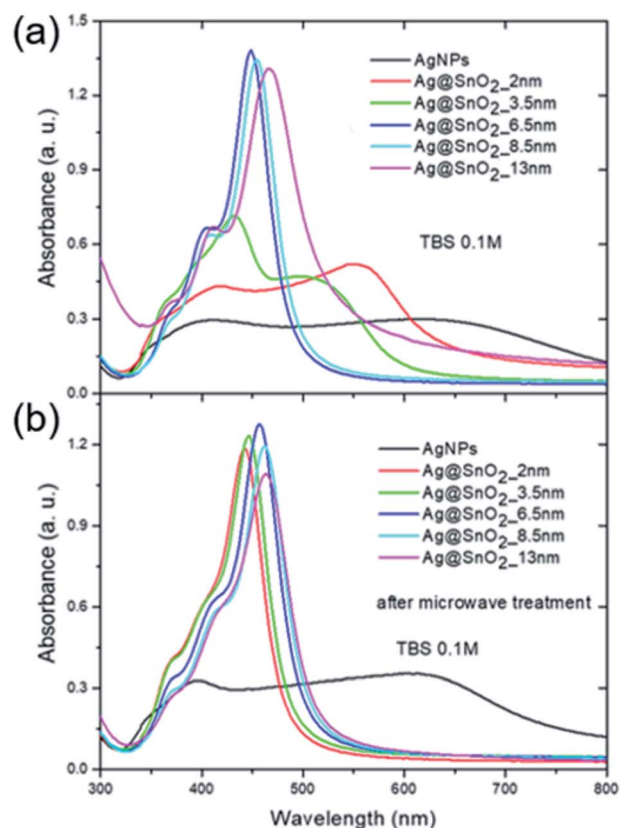 (a)
1.5
1.2
0.9
0.6
0.3
0.0
Absorbance (a. u.)
AgNPs
Ag@SnO2_2nm
Ag@SnO2_3.5nm
Ag@SnO2_6.5nm
Ag@SnO2_8.5nm
Ag@SnO2_13nm
TBS 0.1M
(b)
1.2
0.9
0.6
0.3
0.0
Absorbance (a. u.)
AgNPs
Ag@SnO2_2nm
Ag@SnO2_3.5nm
Ag@SnO2_6.5nm
Ag@SnO2_8.5nm
Ag@SnO2_13nm
after microwave treatment
TBS 0.1M
300 400 500 600 700 800
Wavelength (nm)